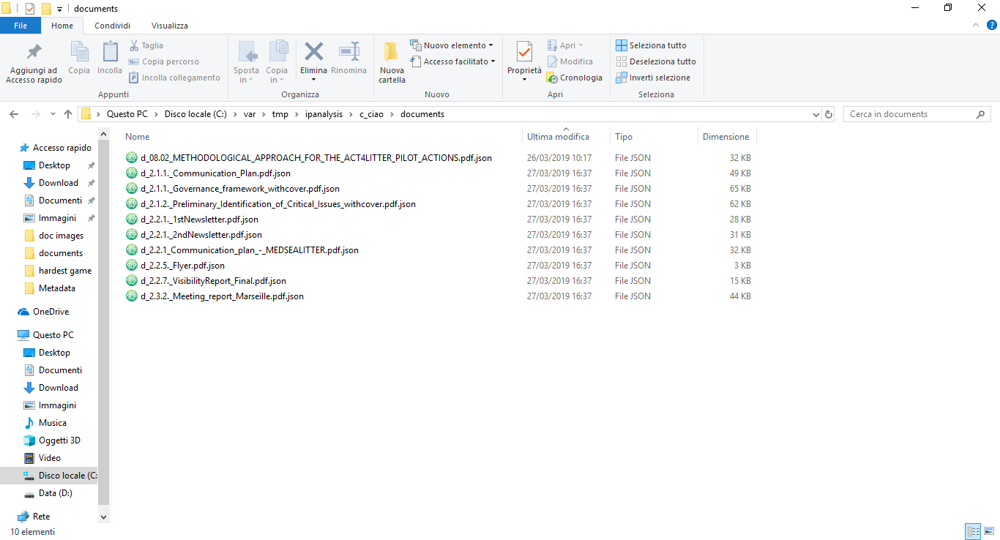 documents
File Home Condividi Visualizza
Aggiungi ad Accesso rapido
Copia
Incolla
Taglia
Copia percorso
Incolla collegamento
Appunti
Sposta in
Copia in
Elimina
Rinomina
Organizza
Nuova cartella
Nuovo elemento
Accesso facilitato
Nuovo
Proprietà
Apri
Modifica
Cronologia
Apri
Seleziona tutto
Deseleziona tutto
Inverti selezione
Seleziona
Questo PC > Disco locale (C:) > var > tmp > ipanalysis > c_ciao > documents
Cerca in documents
Accesso rapido
Desktop
Download
Documenti
Immagini
doc images
documents
hardest game
Metadata
OneDrive
Questo PC
Desktop
Documenti
Download
Immagini
Musica
Oggetti 3D
Video
Disco locale (C:
Data (D:)
Rete
Nome Ultima modifica Tipo Dimensione
d_08.02_METHODOLOGICAL_APPROACH_FOR_THE_ACT4LITTER_PILOT_ACTIONS.pdf.json 26/03/2019 10:17 File JSON 32 KB
d_2.1.1._Communication_Plan.pdf.json 27/03/2019 16:37 File JSON 49 KB
d_2.1.1._Governance_framework_withcover.pdf.json 27/03/2019 16:37 File JSON 65 KB
d_2.1.2._Preliminary_Identification_of_Critical_Issues_withcover.pdf.json 27/03/2019 16:37 File JSON 62 KB
d_2.2.1._1stNewsletter.pdf.json 27/03/2019 16:37 File JSON 28 KB
d_2.2.1._2ndNewsletter.pdf.json 27/03/2019 16:37 File JSON 31 KB
d_2.2.1_Communication_plan_-_MEDSEALITTER.pdf.json 27/03/2019 16:37 File JSON 32 KB
d_2.2.5._Flyer.pdf.json 27/03/2019 16:37 File JSON 3 KB
d_2.2.7._VisibilityReport_Final.pdf.json 27/03/2019 16:37 File JSON 15 KB
d_2.3.2._Meeting_report_Marseille.pdf.json 27/03/2019 16:37 File JSON 44 KB
10 elementi